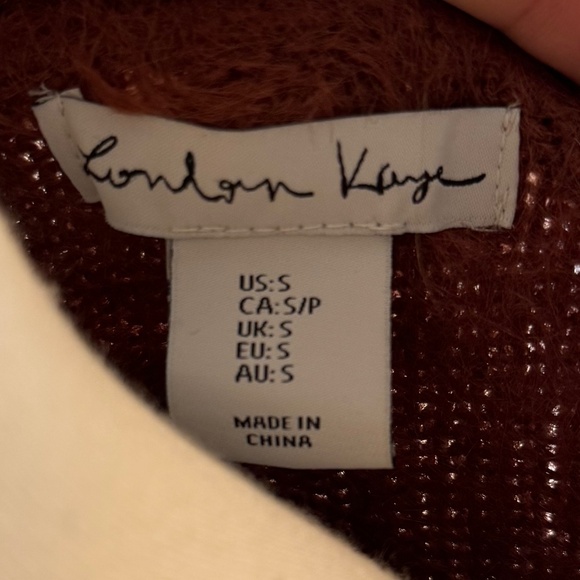 London Kaye
US: S
CA: S/P
UK: S
EU: S
AU: S
MADE IN
CHINA